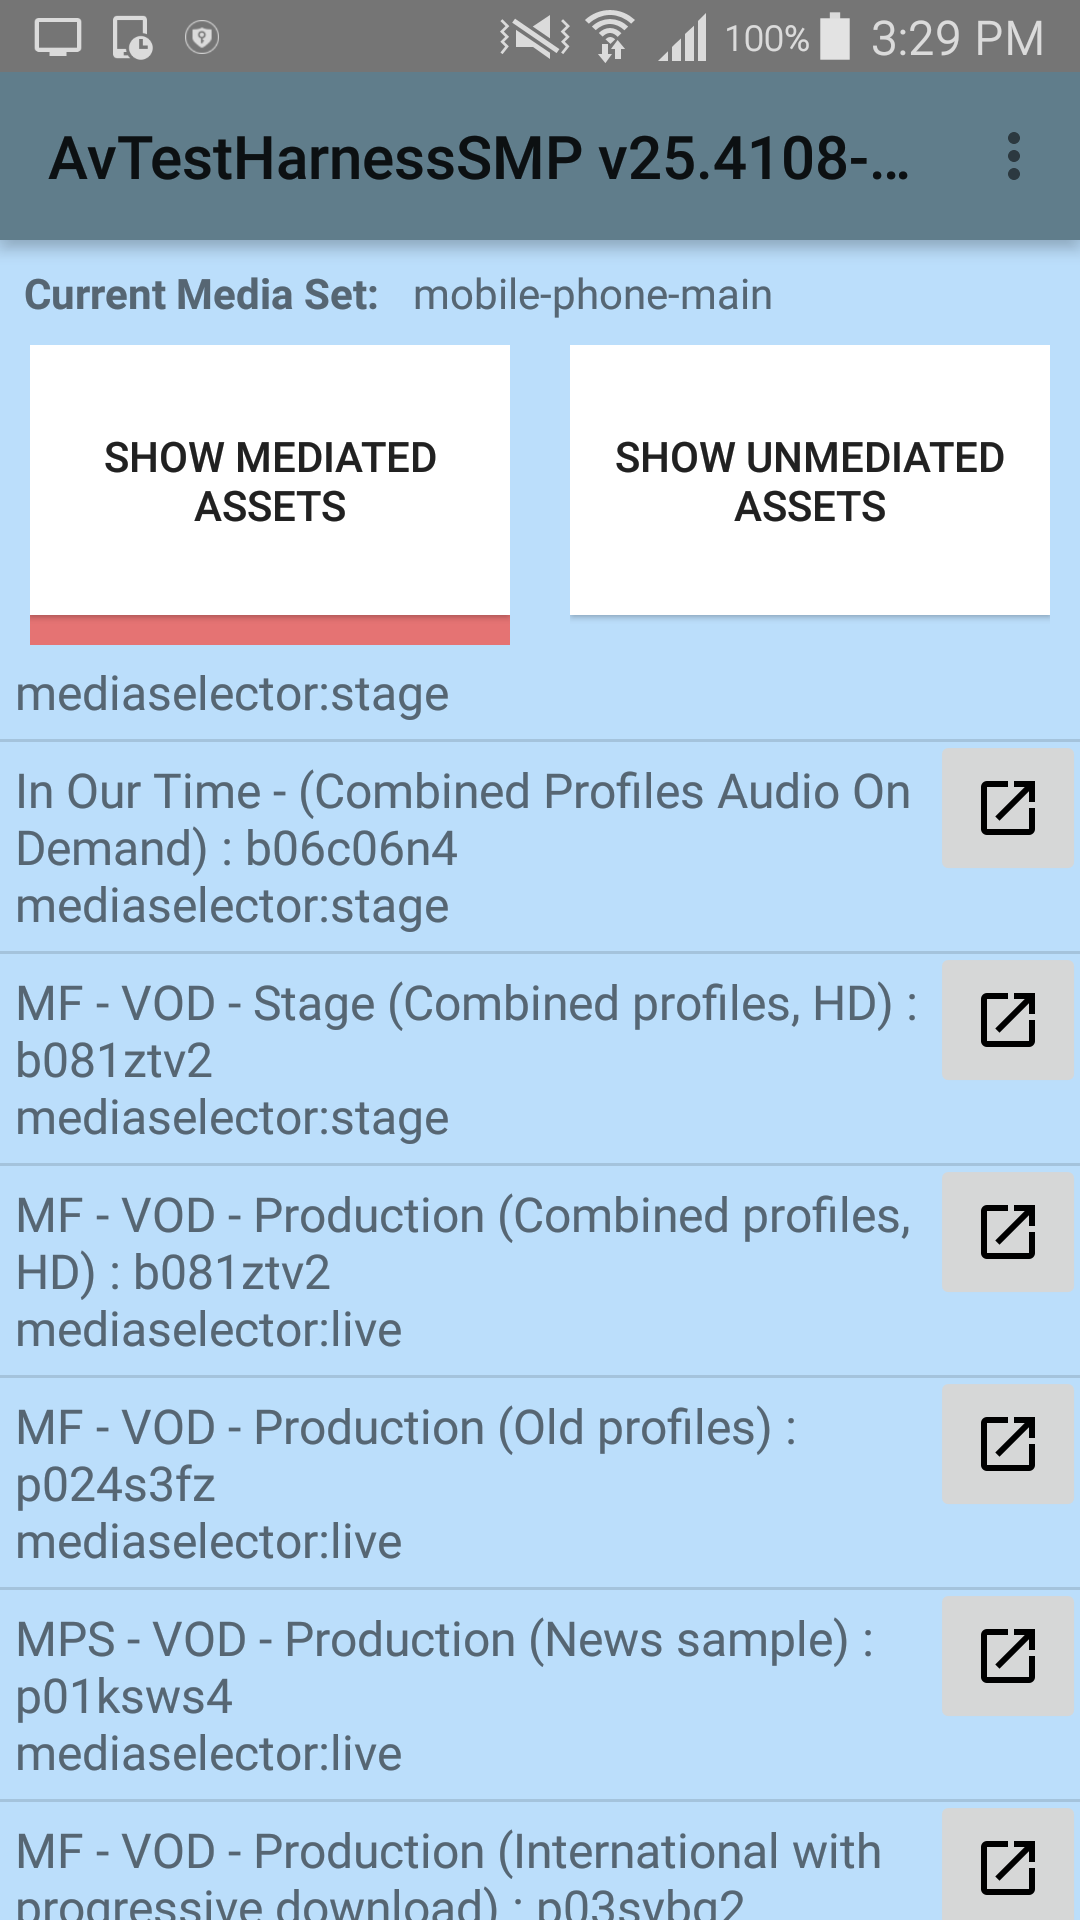 100% 3:29 PM
AvTestHarnessSMP v25.4108-...
Current Media Set: mobile-phone-main
SHOW MEDIATED
ASSETS
SHOW UNMEDIATED
ASSETS
mediaselector:stage
In Our Time - (Combined Profiles Audio On
Demand) : b06c06n4
mediaselector:stage
MF - VOD - Stage (Combined profiles, HD) :
b081ztv2
mediaselector:stage
MF - VOD - Production (Combined profiles,
HD) : b081ztv2
mediaselector:live
MF - VOD - Production (Old profiles) :
p024s3fz
mediaselector:live
MPS - VOD - Production (News sample) :
p01ksws4
mediaselector:live
MF - VOD - Production (International with
progressive download) :